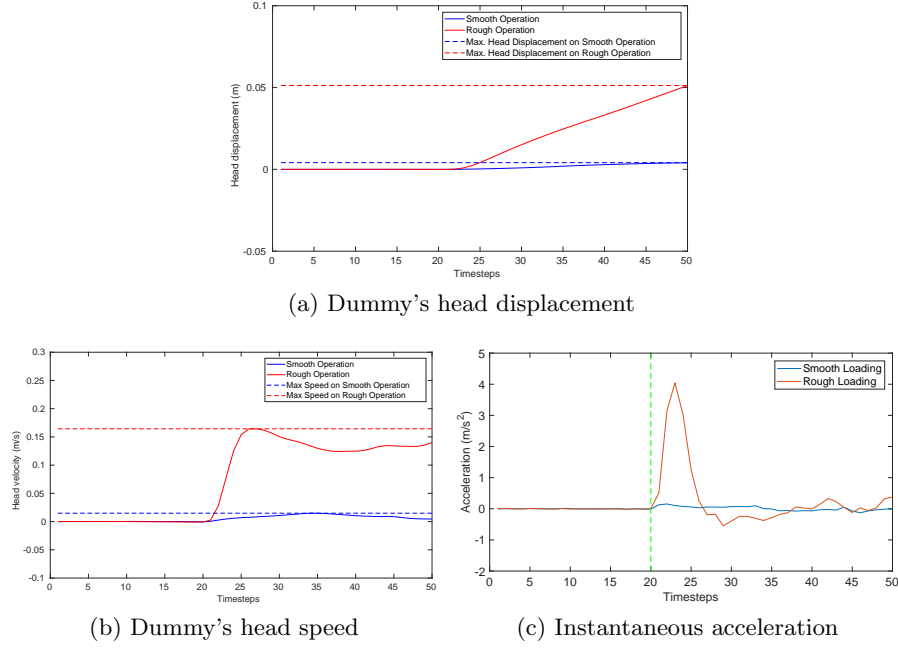 0.1
0.05
0
-0.05
Head displacement (m)
Smooth Operation
Rough Operation
Max. Head Displacement on Smooth Operation
Max. Head Displacement on Rough Operation
0 5 10 15 20 25 30 35 40 45 50
Timesteps
(a) Dummy's head displacement
0.3
0.25
0.2
0.15
0.1
0.05
0
-0.05
-0.1
Head velocity (m/s)
Smooth Operation
Rough Operation
Max Speed on Smooth Operation
Max Speed on Rough Operation
0 5 10 15 20 25 30 35 40 45 50
Timesteps
(b) Dummy's head speed
5
4
3
2
1
0
-1
-2
Acceleration (m/s²)
Smooth Loading
Rough Loading
0 5 10 15 20 25 30 35 40 45 50
Timesteps
(c) Instantaneous acceleration